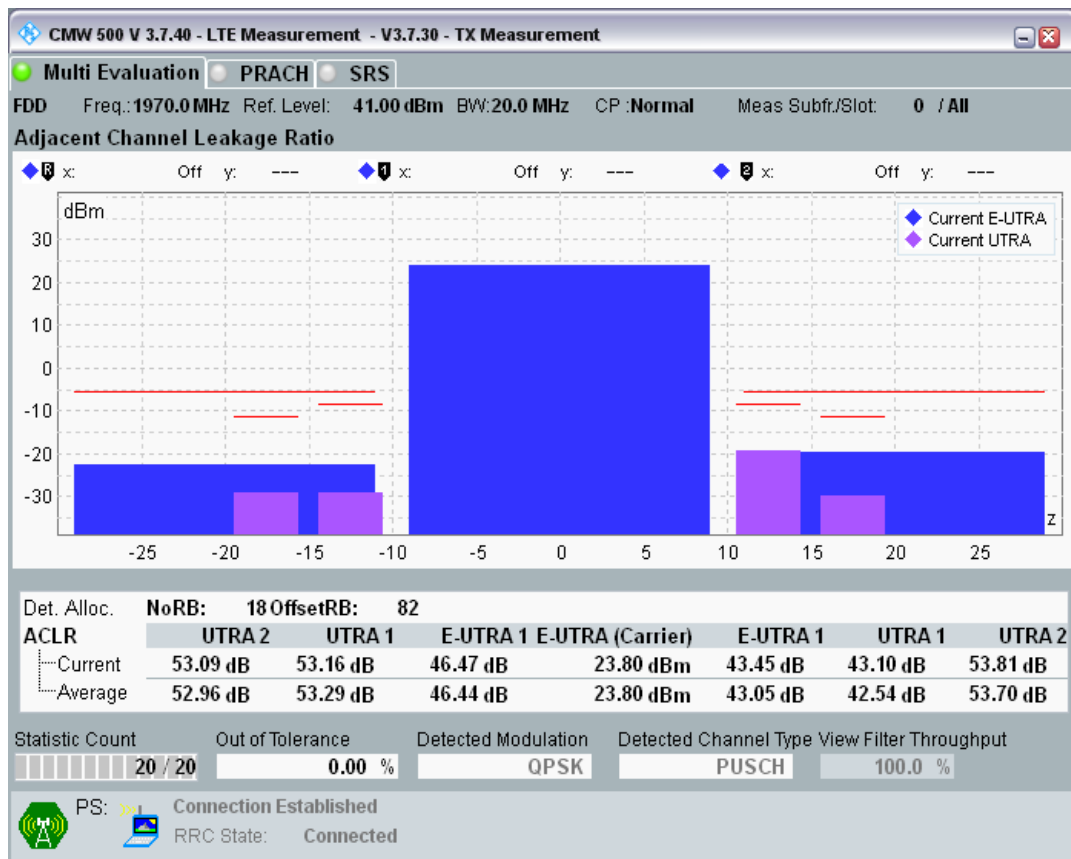 CMW 500 V 3.7.40 - LTE Measurement - V3.7.30 - TX Measurement
Multi Evaluation PRACH SRS
FDD Freq.:1970.0 MHz Ref. Level: 41.00 dBm BW:20.0 MHz CP :Normal Meas Subfr./Slot: 0 / All
Adjacent Channel Leakage Ratio
R x: Off y: --- 1 x: Off y: --- 2 x: Off y: ---
dBm
Current E-UTRA
Current UTRA
30
20
10
0
-10
-20
-30
z
-25 -20 -15 -10 -5 0 5 10 15 20 25
Det. Alloc. NoRB: 18 OffsetRB: 82
ACLR UTRA 2 UTRA 1 E-UTRA 1 E-UTRA (Carrier) E-UTRA 1 UTRA 1 UTRA 2
Current 53.09 dB 53.16 dB 46.47 dB 23.80 dBm 43.45 dB 43.10 dB 53.81 dB
Average 52.96 dB 53.29 dB 46.44 dB 23.80 dBm 43.05 dB 42.54 dB 53.70 dB
Statistic Count Out of Tolerance Detected Modulation Detected Channel Type View Filter Throughput
20 / 20 0.00 % QPSK PUSCH 100.0 %
PS: Connection Established
RRC State: Connected